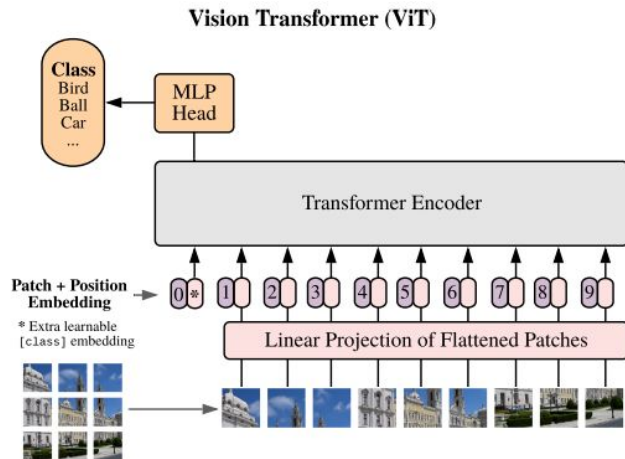 Vision Transformer (ViT)
Class
Bird
Ball
Car
...
MLP
Head
Transformer Encoder
Patch + Position
Embedding
0 * 1 2 3 4 5 6 7 8 9
* Extra learnable
[class] embedding
Linear Projection of Flattened Patches